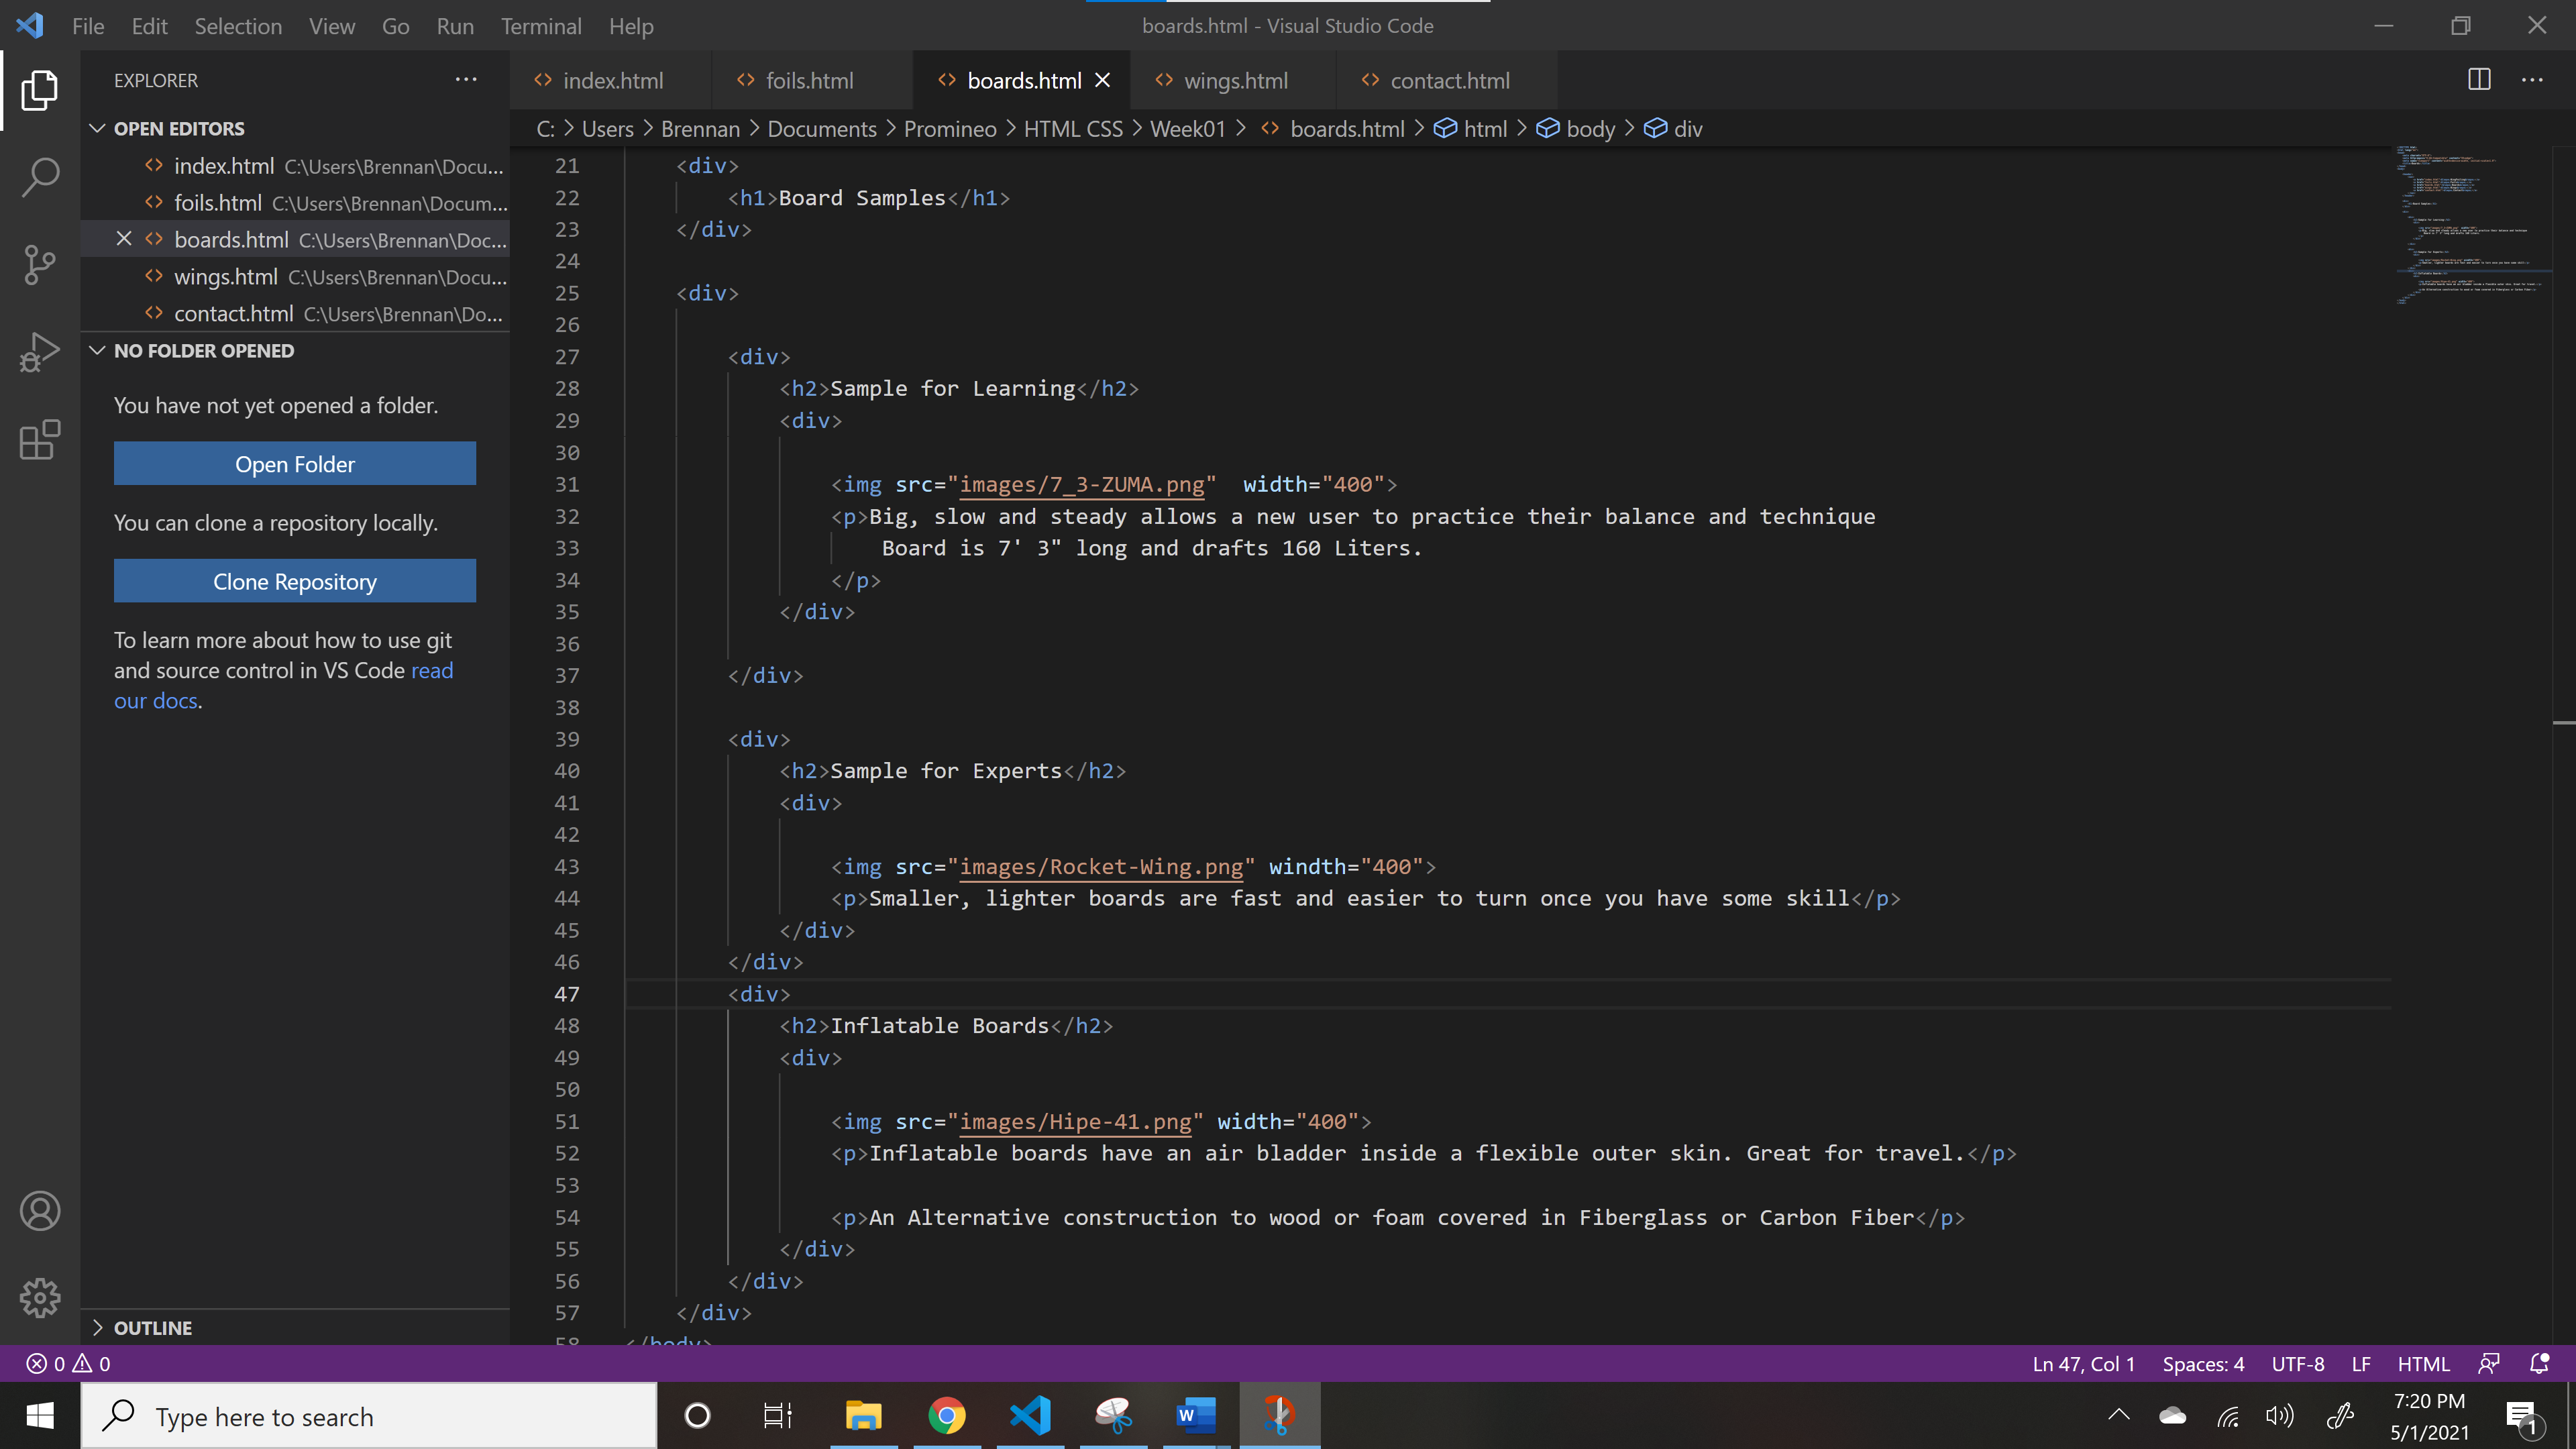 File Edit Selection View Go Run Terminal Help
boards.html - Visual Studio Code
EXPLORER
index.html
foils.html
boards.html
wings.html
contact.html
OPEN EDITORS
index.html C:\Users\Brennan\Docu...
foils.html C:\Users\Brennan\Docum...
boards.html C:\Users\Brennan\Doc...
wings.html C:\Users\Brennan\Docu...
contact.html C:\Users\Brennan\Do...
NO FOLDER OPENED
You have not yet opened a folder.
Open Folder
You can clone a repository locally.
Clone Repository
To learn more about how to use git
and source control in VS Code read
our docs.
OUTLINE
C: > Users > Brennan > Documents > Promineo > HTML CSS > Week01 > boards.html > html > body > div
21 <div>
22 <h1>Board Samples</h1>
23 </div>
24
25 <div>
26
27 <div>
28 <h2>Sample for Learning</h2>
29 <div>
30
31 <img src="images/7_3-ZUMA.png"  width="400">
32 <p>Big, slow and steady allows a new user to practice their balance and technique
33 Board is 7' 3" long and drafts 160 Liters.
34 </p>
35 </div>
36
37 </div>
38
39 <div>
40 <h2>Sample for Experts</h2>
41 <div>
42
43 <img src="images/Rocket-Wing.png" windth="400">
44 <p>Smaller, lighter boards are fast and easier to turn once you have some skill</p>
45 </div>
46 </div>
47 <div>
48 <h2>Inflatable Boards</h2>
49 <div>
50
51 <img src="images/Hipe-41.png" width="400">
52 <p>Inflatable boards have an air bladder inside a flexible outer skin. Great for travel.</p>
53
54 <p>An Alternative construction to wood or foam covered in Fiberglass or Carbon Fiber</p>
55 </div>
56 </div>
57 </div>
58 </body>
0 0
Ln 47, Col 1 Spaces: 4 UTF-8 LF HTML
Type here to search
7:20 PM
5/1/2021
1